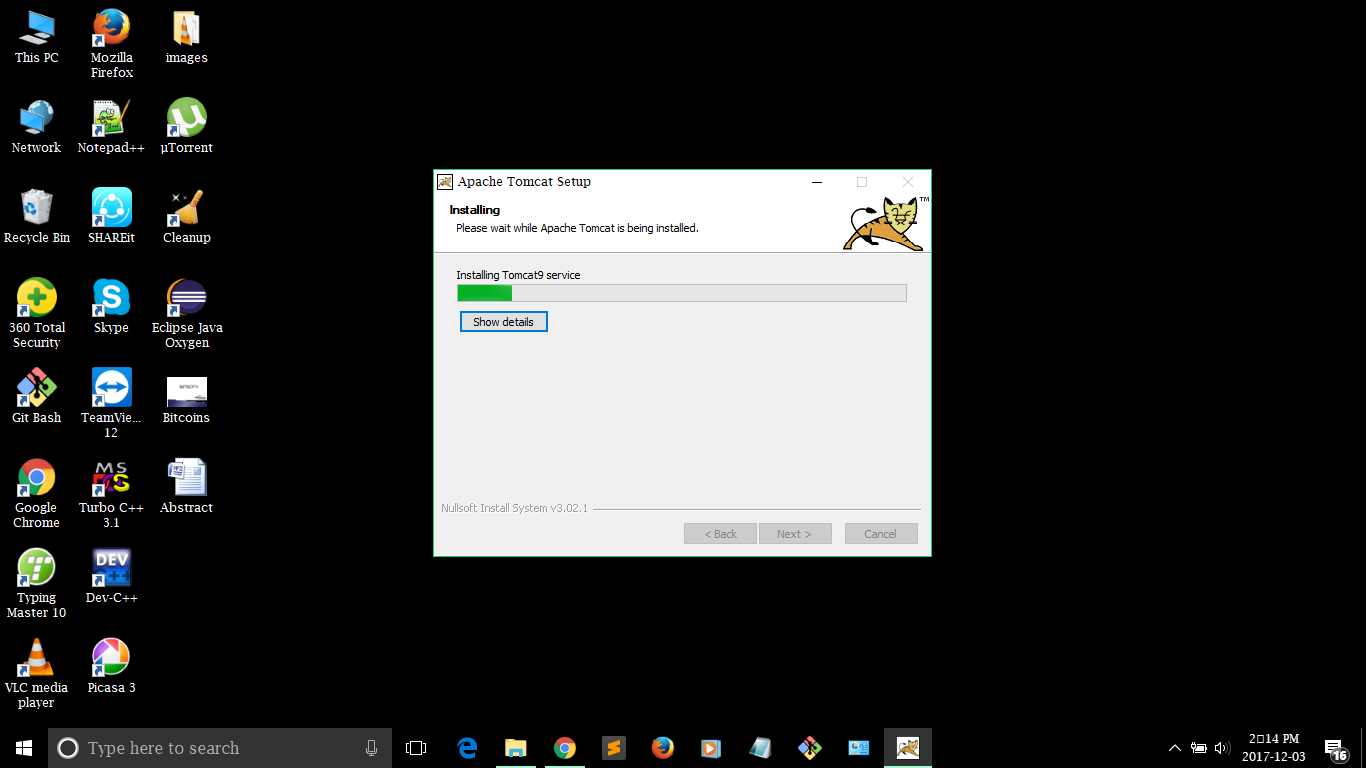 This PC
Mozilla
Firefox
images
Network
Notepad++
µTorrent
Recycle Bin
SHAREit
Cleanup
360 Total
Security
Skype
Eclipse Java
Oxygen
Git Bash
TeamVie...
12
Bitcoins
Google
Chrome
MS
Turbo C++
3.1
Abstract
Typing
Master 10
DEV
Dev-C++
VLC media
player
Picasa 3
Apache Tomcat Setup
Installing
Please wait while Apache Tomcat is being installed.
TM
Installing Tomcat9 service
Show details
Nullsoft Install System v3.02.1
< Back
Next >
Cancel
Type here to search
2□14 PM
2017-12-03
16